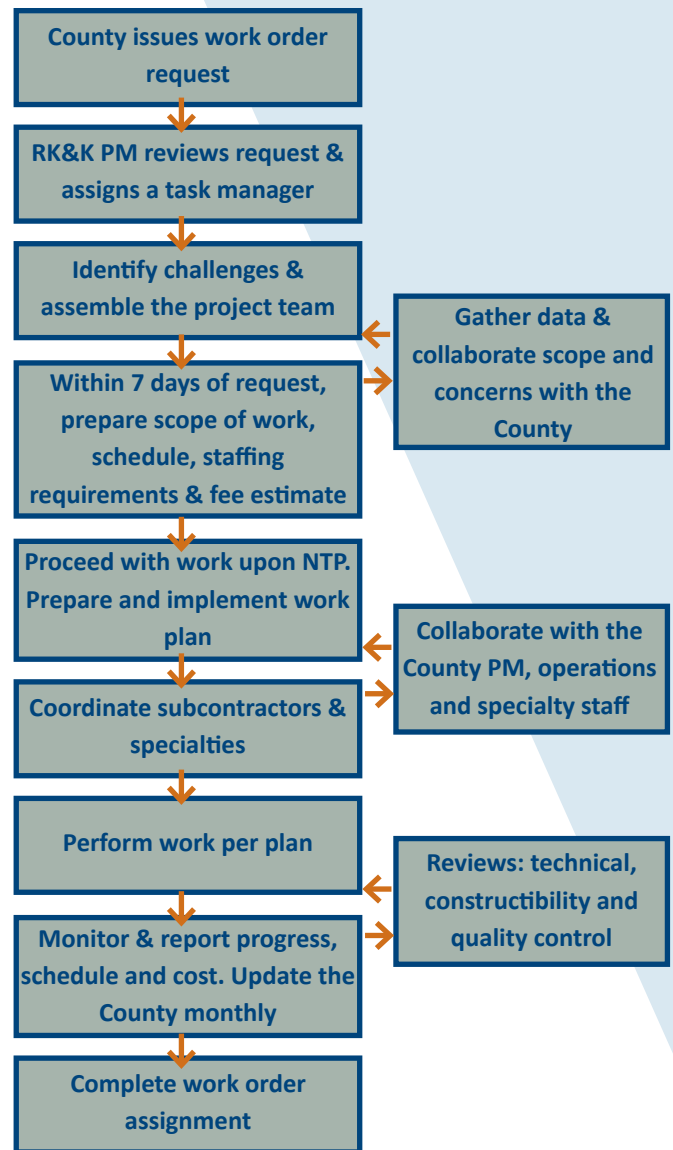 County issues work order
request
RK&K PM reviews request &
assigns a task manager
Identify challenges &
assemble the project team
Gather data &
collaborate scope and
concerns with the
County
Within 7 days of request,
prepare scope of work,
schedule, staffing
requirements & fee estimate
Proceed with work upon NTP.
Prepare and implement work
plan
Collaborate with the
County PM, operations
and specialty staff
Coordinate subcontractors &
specialties
Perform work per plan
Reviews: technical,
constructibility and
quality control
Monitor & report progress,
schedule and cost. Update the
County monthly
Complete work order
assignment